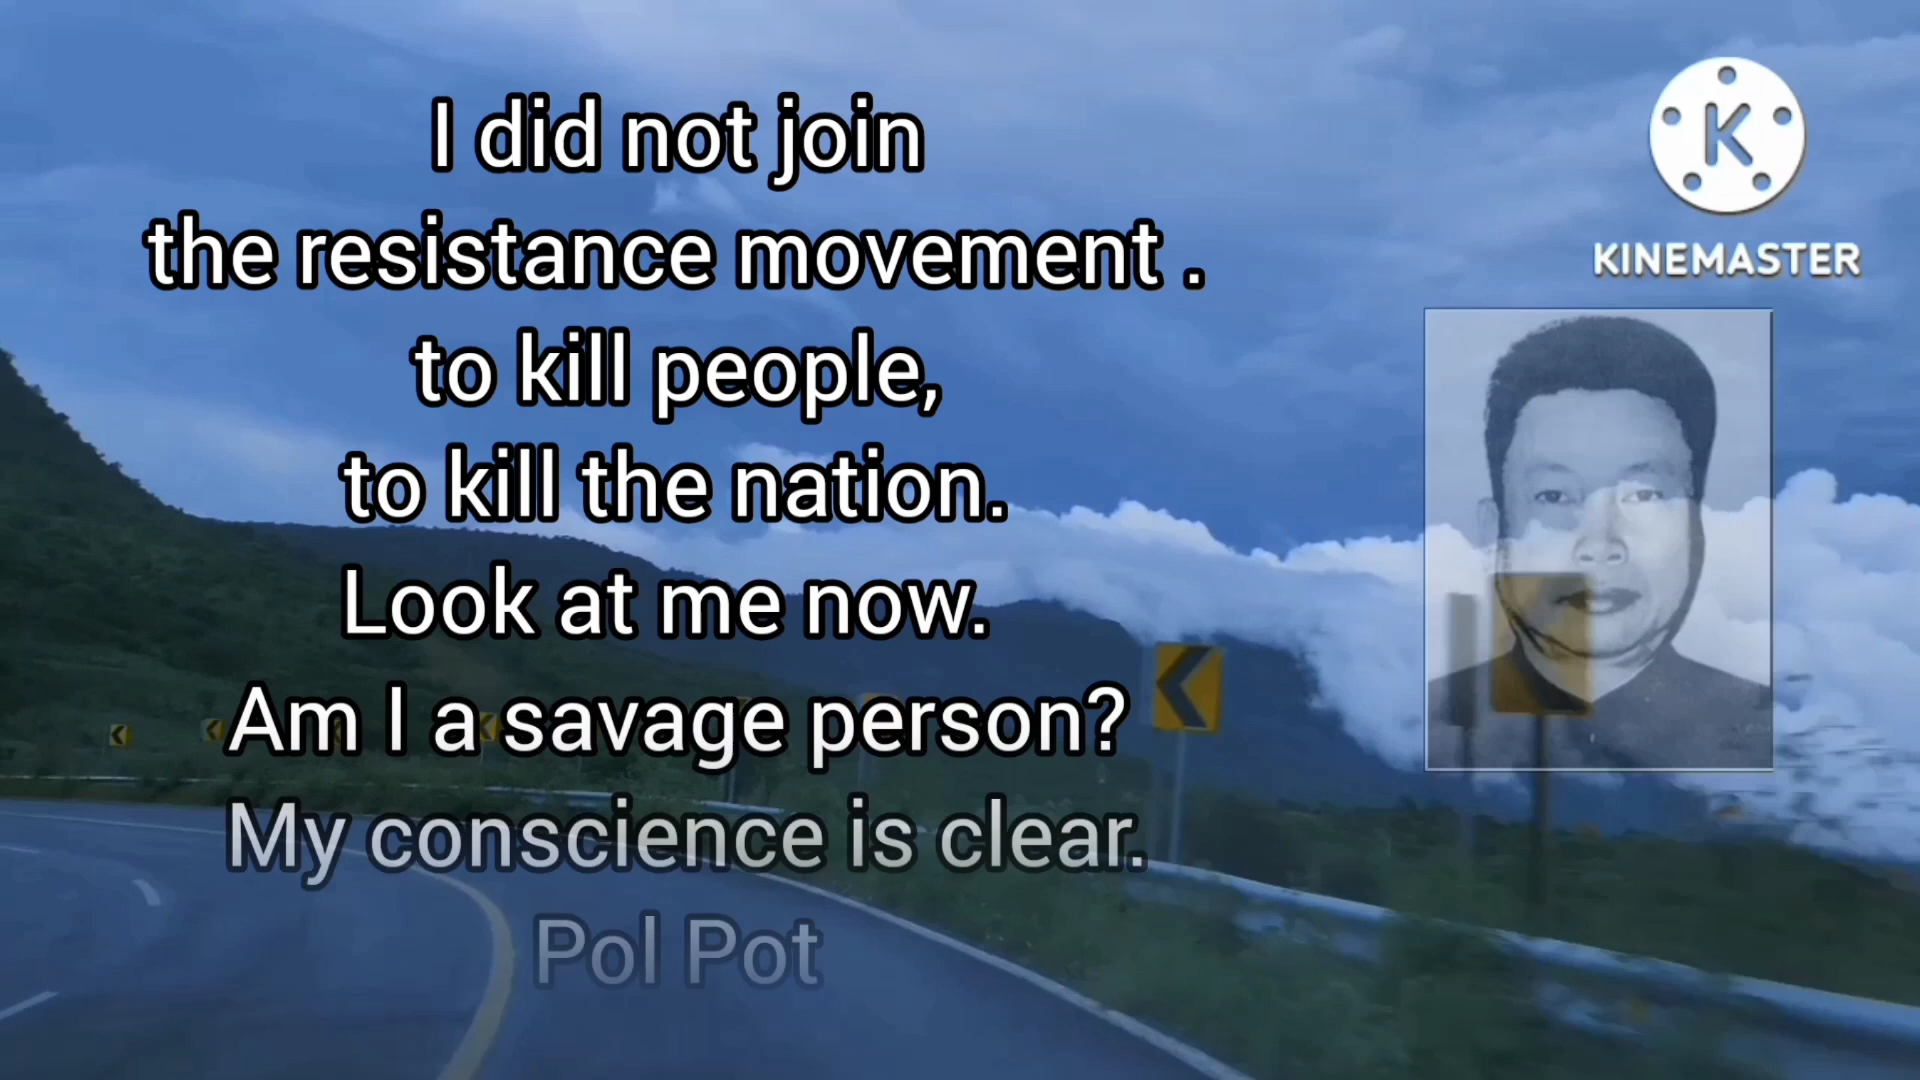 I did not join
the resistance movement .
to kill people,
to kill the nation.
Look at me now.
Am I a savage person?
My conscience is clear.
Pol Pot
K
KINEMASTER